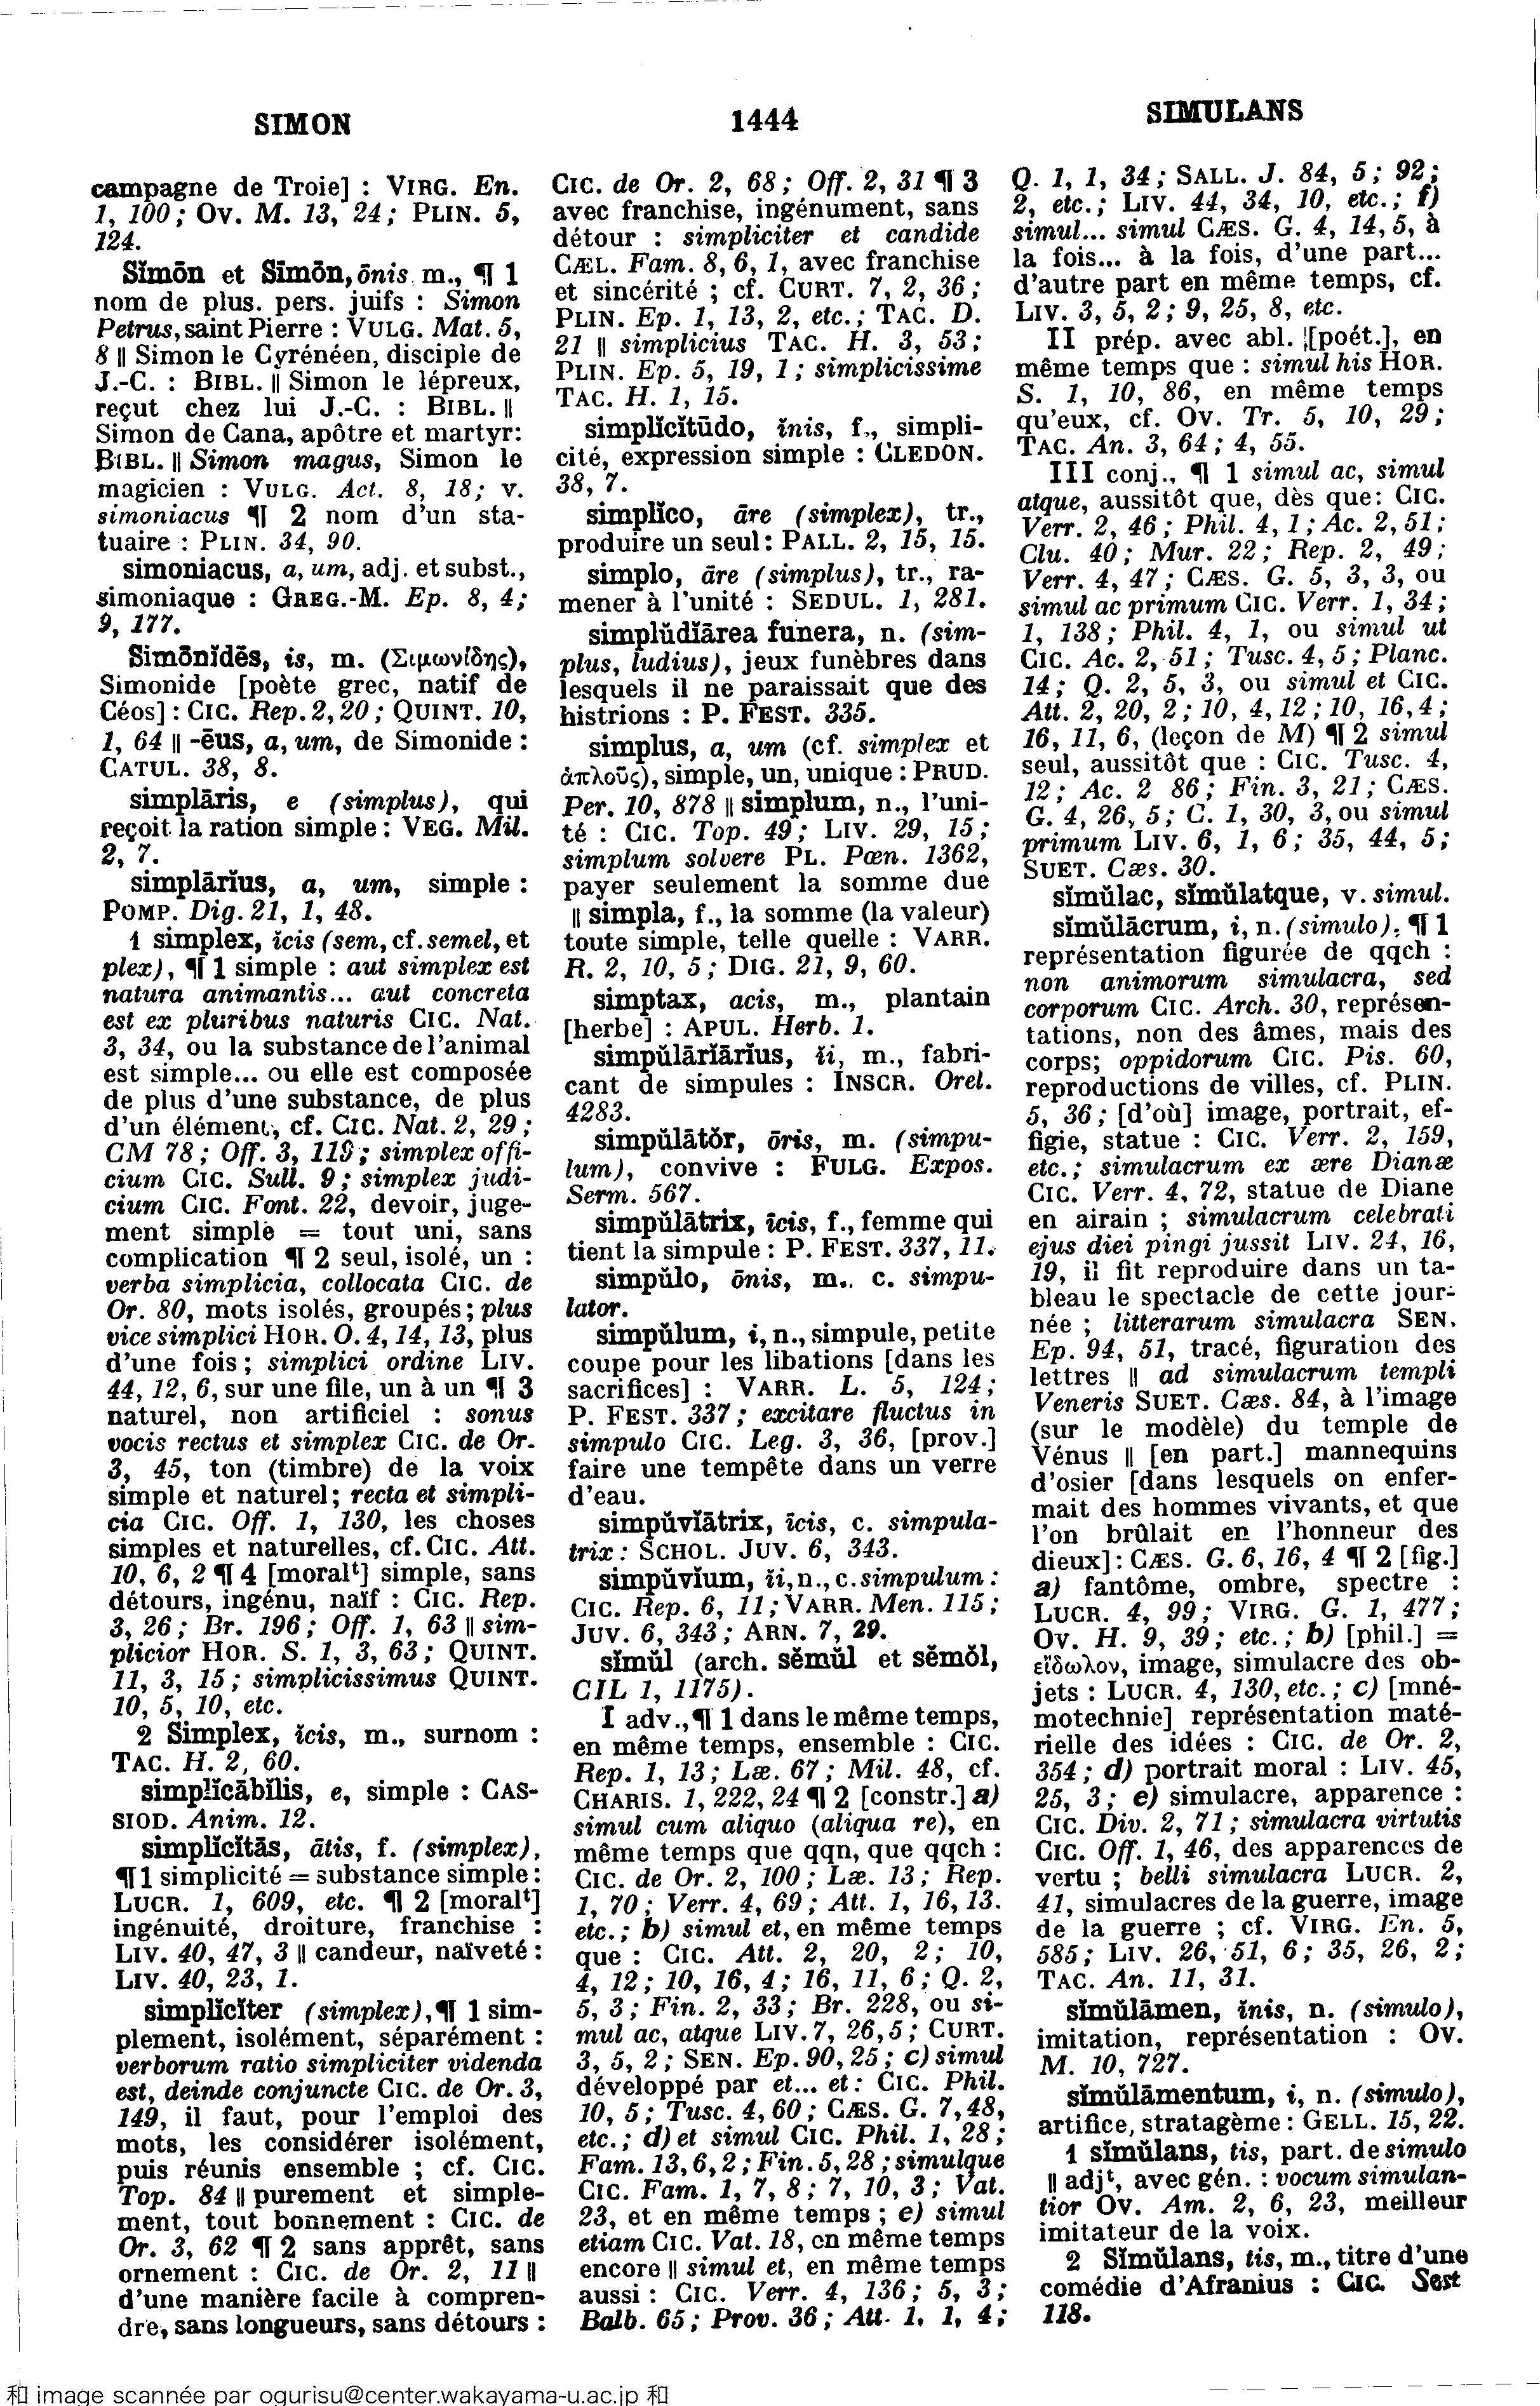 SIMON
1444
SIMULANS
campagne de Troie] : VIRG. En.
1, 100; Ov. M. 13, 24; PLIN. 5,
124.
Sĭmōn et Sīmōn, ōnis m., ¶ 1
nom de plus. pers. juifs : Simon
Petrus, saint Pierre : VULG. Mat. 5,
8 || Simon le Cyrénéen, disciple de
J.-C. : BIBL. || Simon le lépreux,
reçut chez lui J.-C. : BIBL. ||
Simon de Cana, apôtre et martyr:
BIBL. || Simon magus, Simon le
magicien : VULG. Act. 8, 18; v.
simoniacus ¶ 2 nom d'un sta-
tuaire : PLIN. 34, 90.
simoniacus, a, um, adj. et subst.,
simoniaque : GREG.-M. Ep. 8, 4;
9, 177.
Simōnĭdēs, is, m. (Σιμωνίδης),
Simonide [poète grec, natif de
Céos] : CIC. Rep. 2, 20; QUINT. 10,
1, 64 || -ēus, a, um, de Simonide :
CATUL. 38, 8.
simplāris, e (simplus), qui
reçoit la ration simple : VEG. Mil.
2, 7.
simplārĭus, a, um, simple :
POMP. Dig. 21, 1, 48.
1 simplex, ĭcis (sem, cf. semel, et
plex), ¶ 1 simple : aut simplex est
natura animantis... aut concreta
est ex pluribus naturis CIC. Nat.
3, 34, ou la substance de l'animal
est simple... ou elle est composée
de plus d'une substance, de plus
d'un élément, cf. CIC. Nat. 2, 29;
CM 78; Off. 3, 119; simplex offi-
cium CIC. Sull. 9; simplex judi-
cium CIC. Font. 22, devoir, juge-
ment simple = tout uni, sans
complication ¶ 2 seul, isolé, un :
verba simplicia, collocata CIC. de
Or. 80, mots isolés, groupés; plus
vice simplici HOR. O. 4, 14, 13, plus
d'une fois; simplici ordine LIV.
44, 12, 6, sur une file, un à un ¶ 3
naturel, non artificiel : sonus
vocis rectus et simplex CIC. de Or.
3, 45, ton (timbre) de la voix
simple et naturel; recta et simpli-
cia CIC. Off. 1, 130, les choses
simples et naturelles, cf. CIC. Att.
10, 6, 2 ¶ 4 [moralᵗ] simple, sans
détours, ingénu, naïf : CIC. Rep.
3, 26; Br. 196; Off. 1, 63 || sim-
plicior HOR. S. 1, 3, 63; QUINT.
11, 3, 15; simplicissimus QUINT.
10, 5, 10, etc.
2 Simplex, ĭcis, m., surnom :
TAC. H. 2, 60.
simplĭcābĭlis, e, simple : CAS-
SIOD. Anim. 12.
simplĭcĭtās, ātis, f. (simplex),
¶ 1 simplicité = substance simple :
LUCR. 1, 609, etc. ¶ 2 [moralᵗ]
ingénuité, droiture, franchise :
LIV. 40, 47, 3 || candeur, naïveté :
LIV. 40, 23, 1.
simplĭcĭter (simplex), ¶ 1 sim-
plement, isolément, séparément :
verborum ratio simpliciter videnda
est, deinde conjuncte CIC. de Or. 3,
149, il faut, pour l'emploi des
mots, les considérer isolément,
puis réunis ensemble ; cf. CIC.
Top. 84 || purement et simple-
ment, tout bonnement : CIC. de
Or. 3, 62 ¶ 2 sans apprêt, sans
ornement : CIC. de Or. 2, 11 ||
d'une manière facile à compren-
dre, sans longueurs, sans détours :
CIC. de Or. 2, 68; Off. 2, 31 ¶ 3
avec franchise, ingénument, sans
détour : simpliciter et candide
CÆL. Fam. 8, 6, 1, avec franchise
et sincérité ; cf. CURT. 7, 2, 36;
PLIN. Ep. 1, 13, 2, etc.; TAC. D.
21 || simplicius TAC. H. 3, 53;
PLIN. Ep. 5, 19, 1; simplicissime
TAC. H. 1, 15.
simplĭcĭtūdo, ĭnis, f., simpli-
cité, expression simple : CLEDON.
38, 7.
simplĭco, āre (simplex), tr.,
produire un seul : PALL. 2, 15, 15.
simplo, āre (simplus), tr., ra-
mener à l'unité : SEDUL. 1, 281.
simplŭdĭārea funera, n. (sim-
plus, ludius), jeux funèbres dans
lesquels il ne paraissait que des
histrions : P. FEST. 335.
simplus, a, um (cf. simplex et
ἁπλοῦς), simple, un, unique : PRUD.
Per. 10, 878 || simplum, n., l'uni-
té : CIC. Top. 49; LIV. 29, 15;
simplum solvere PL. Pœn. 1362,
payer seulement la somme due
|| simpla, f., la somme (la valeur)
toute simple, telle quelle : VARR.
R. 2, 10, 5; DIG. 21, 9, 60.
simptax, acis, m., plantain
[herbe] : APUL. Herb. 1.
simpŭlārĭārĭus, ĭi, m., fabri-
cant de simpules : INSCR. Orel.
4283.
simpŭlātŏr, ōris, m. (simpu-
lum), convive : FULG. Expos.
Serm. 567.
simpŭlātrix, īcis, f., femme qui
tient la simpule : P. FEST. 337, 11.
simpŭlo, ōnis, m., c. simpu-
lator.
simpŭlum, i, n., simpule, petite
coupe pour les libations [dans les
sacrifices] : VARR. L. 5, 124;
P. FEST. 337; excitare fluctus in
simpulo CIC. Leg. 3, 36, [prov.]
faire une tempête dans un verre
d'eau.
simpŭvĭātrix, īcis, c. simpula-
trix : SCHOL. JUV. 6, 343.
simpŭvĭum, ĭi, n., c. simpulum :
CIC. Rep. 6, 11; VARR. Men. 115;
JUV. 6, 343; ARN. 7, 29.
sĭmŭl (arch. sĕmŭl et sĕmŏl,
CIL 1, 1175).
I adv., ¶ 1 dans le même temps,
en même temps, ensemble : CIC.
Rep. 1, 13; Læ. 67; Mil. 48, cf.
CHARIS. 1, 222, 24 ¶ 2 [constr.] a)
simul cum aliquo (aliqua re), en
même temps que qqn, que qqch :
CIC. de Or. 2, 100; Læ. 13; Rep.
1, 70; Verr. 4, 69; Att. 1, 16, 13.
etc.; b) simul et, en même temps
que : CIC. Att. 2, 20, 2; 10,
4, 12; 10, 16, 4; 16, 11, 6; Q. 2,
5, 3; Fin. 2, 33; Br. 228, ou si-
mul ac, atque LIV. 7, 26, 5; CURT.
3, 5, 2; SEN. Ep. 90, 25; c) simul
développé par et... et : CIC. Phil.
10, 5; Tusc. 4, 60; CÆS. G. 7, 48,
etc.; d) et simul CIC. Phil. 1, 28;
Fam. 13, 6, 2; Fin. 5, 28; simulque
CIC. Fam. 1, 7, 8; 7, 10, 3; Vat.
23, et en même temps ; e) simul
etiam CIC. Vat. 18, en même temps
encore || simul et, en même temps
aussi : CIC. Verr. 4, 136; 5, 3;
Balb. 65; Prov. 36; Att. 1, 1, 4;
Q. 1, 1, 34; SALL. J. 84, 5; 92;
2, etc.; LIV. 44, 34, 10, etc.; f)
simul... simul CÆS. G. 4, 14, 5, à
la fois... à la fois, d'une part...
d'autre part en même temps, cf.
LIV. 3, 5, 2; 9, 25, 8, etc.
II prép. avec abl. [poét.], en
même temps que : simul his HOR.
S. 1, 10, 86, en même temps
qu'eux, cf. Ov. Tr. 5, 10, 29;
TAC. An. 3, 64; 4, 55.
III conj., ¶ 1 simul ac, simul
atque, aussitôt que, dès que : CIC.
Verr. 2, 46; Phil. 4, 1; Ac. 2, 51;
Clu. 40; Mur. 22; Rep. 2, 49;
Verr. 4, 47; CÆS. G. 5, 3, 3, ou
simul ac primum CIC. Verr. 1, 34;
1, 138; Phil. 4, 1, ou simul ut
CIC. Ac. 2, 51; Tusc. 4, 5; Planc.
14; Q. 2, 5, 3, ou simul et CIC.
Att. 2, 20, 2; 10, 4, 12; 10, 16, 4;
16, 11, 6, (leçon de M) ¶ 2 simul
seul, aussitôt que : CIC. Tusc. 4,
12; Ac. 2 86; Fin. 3, 21; CÆS.
G. 4, 26, 5; C. 1, 30, 3, ou simul
primum LIV. 6, 1, 6; 35, 44, 5;
SUET. Cæs. 30.
sĭmŭlac, sĭmŭlatque, v. simul.
sĭmŭlācrum, i, n. (simulo), ¶ 1
représentation figurée de qqch :
non animorum simulacra, sed
corporum CIC. Arch. 30, représen-
tations, non des âmes, mais des
corps; oppidorum CIC. Pis. 60,
reproductions de villes, cf. PLIN.
5, 36; [d'où] image, portrait, ef-
figie, statue : CIC. Verr. 2, 159,
etc.; simulacrum ex ære Dianæ
CIC. Verr. 4, 72, statue de Diane
en airain ; simulacrum celebrati
ejus diei pingi jussit LIV. 24, 16,
19, il fit reproduire dans un ta-
bleau le spectacle de cette jour-
née ; litterarum simulacra SEN.
Ep. 94, 51, tracé, figuration des
lettres || ad simulacrum templi
Veneris SUET. Cæs. 84, à l'image
(sur le modèle) du temple de
Vénus || [en part.] mannequins
d'osier [dans lesquels on enfer-
mait des hommes vivants, et que
l'on brûlait en l'honneur des
dieux] : CÆS. G. 6, 16, 4 ¶ 2 [fig.]
a) fantôme, ombre, spectre :
LUCR. 4, 99; VIRG. G. 1, 477;
Ov. H. 9, 39; etc.; b) [phil.] =
εἴδωλον, image, simulacre des ob-
jets : LUCR. 4, 130, etc.; c) [mné-
motechnie] représentation maté-
rielle des idées : CIC. de Or. 2,
354; d) portrait moral : LIV. 45,
25, 3; e) simulacre, apparence :
CIC. Div. 2, 71; simulacra virtutis
CIC. Off. 1, 46, des apparences de
vertu ; belli simulacra LUCR. 2,
41, simulacres de la guerre, image
de la guerre ; cf. VIRG. En. 5,
585; LIV. 26, 51, 6; 35, 26, 2;
TAC. An. 11, 31.
sĭmŭlāmen, ĭnis, n. (simulo),
imitation, représentation : Ov.
M. 10, 727.
sĭmŭlāmentum, i, n. (simulo),
artifice, stratagème : GELL. 15, 22.
1 sĭmŭlans, tis, part. de simulo
|| adjᵗ, avec gén. : vocum simulan-
tior Ov. Am. 2, 6, 23, meilleur
imitateur de la voix.
2 Sĭmŭlans, tis, m., titre d'une
comédie d'Afranius : CIC. Sest
118.
和 image scannée par ogurisu@center.wakayama-u.ac.jp 和